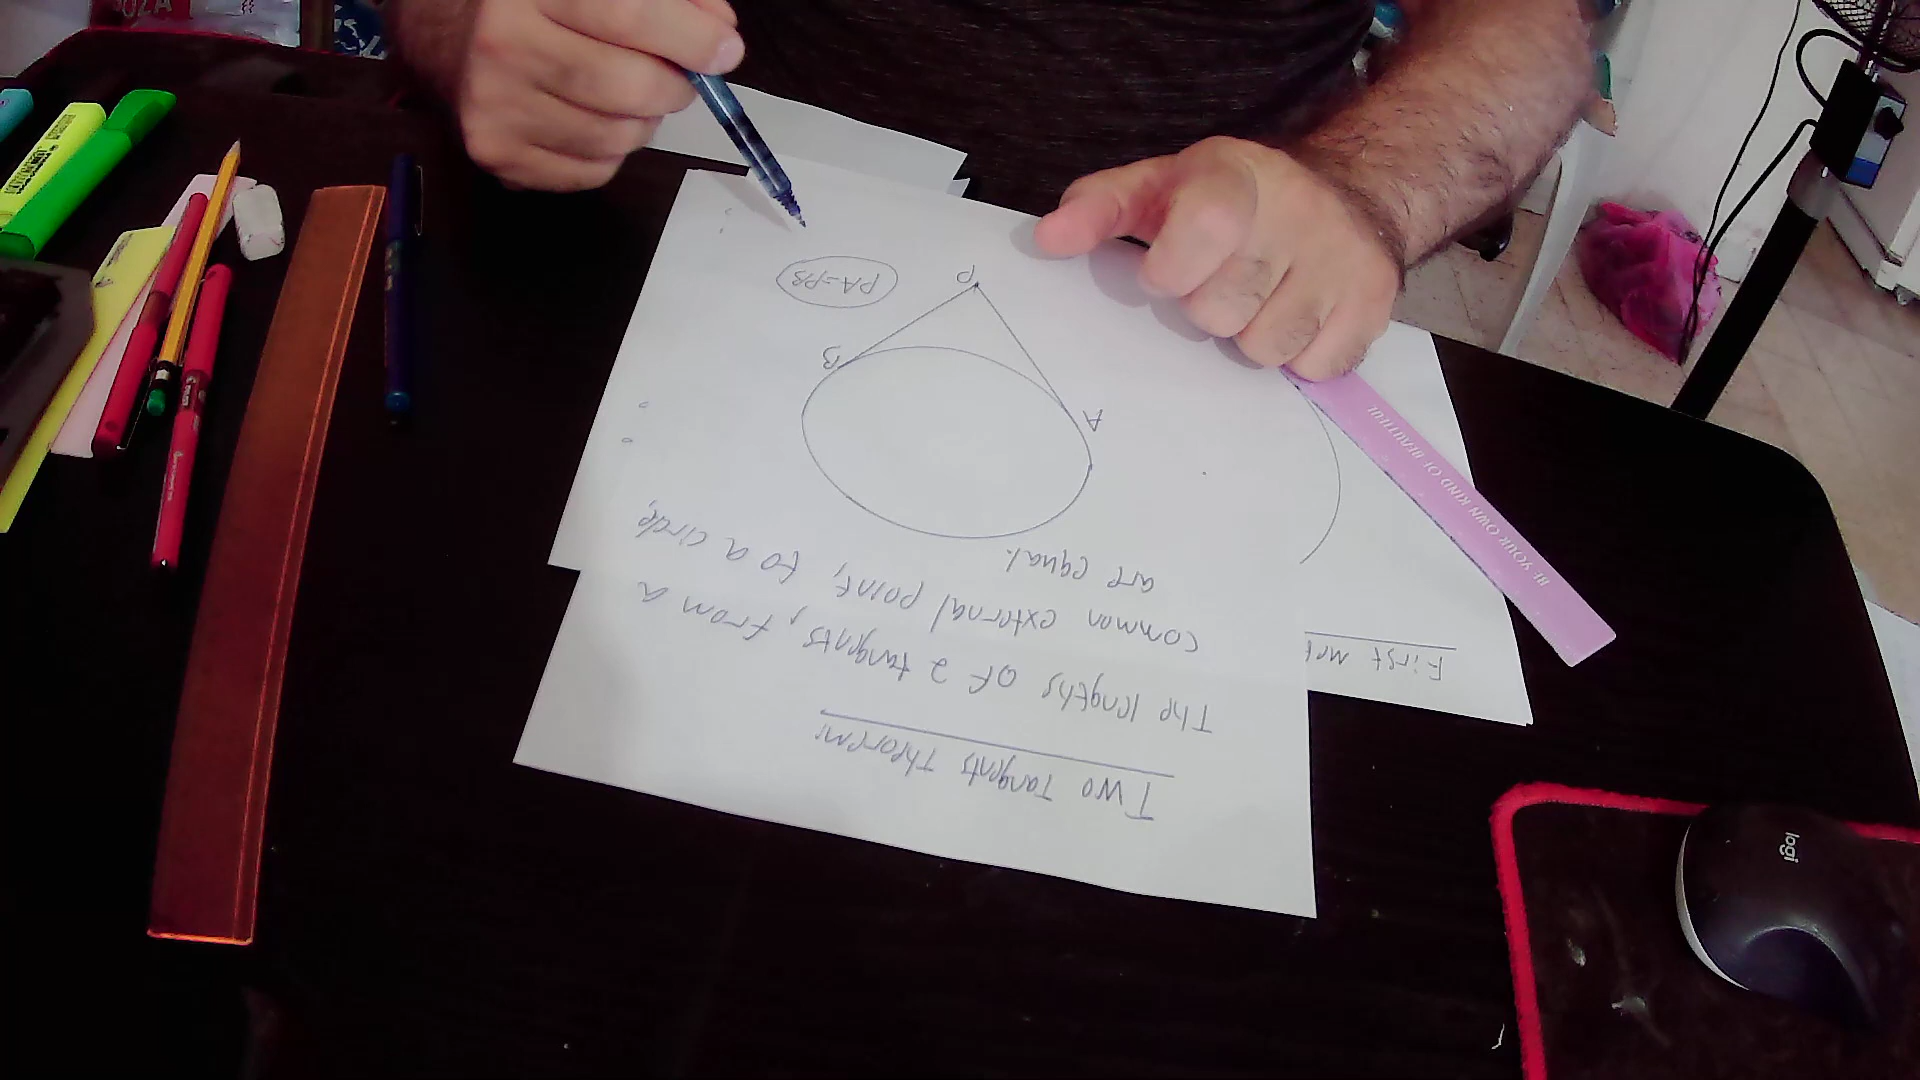 Two Tangents Theorem:
The lengths of 2 tangents, from a
common external point, to a circle,
are equal.
A
B
P
PA=PB
First Met
BE YOUR OWN KIND OF BEAUTIFUL
logi